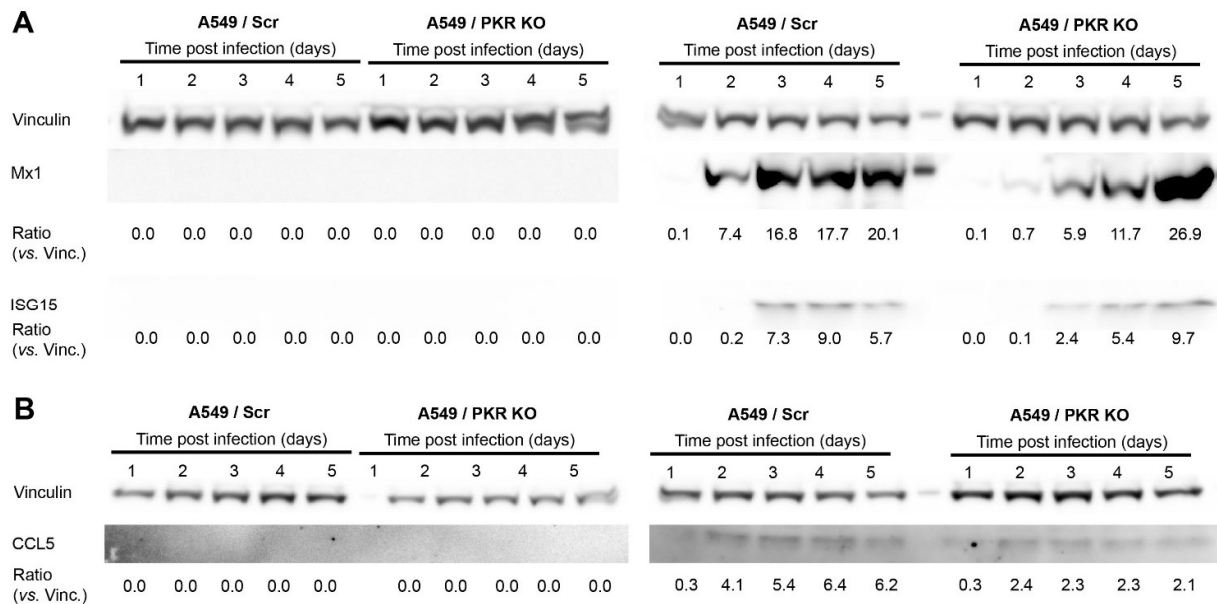 A
A549 / Scr A549 / PKR KO A549 / Scr A549 / PKR KO
Time post infection (days) Time post infection (days) Time post infection (days) Time post infection (days)
1 2 3 4 5 1 2 3 4 5 1 2 3 4 5 1 2 3 4 5
Vinculin
Mx1
Ratio
(vs. Vinc.)
0.0 0.0 0.0 0.0 0.0 0.0 0.0 0.0 0.0 0.0 0.1 7.4 16.8 17.7 20.1 0.1 0.7 5.9 11.7 26.9
ISG15
Ratio
(vs. Vinc.)
0.0 0.0 0.0 0.0 0.0 0.0 0.0 0.0 0.0 0.0 0.0 0.2 7.3 9.0 5.7 0.0 0.1 2.4 5.4 9.7
B
A549 / Scr A549 / PKR KO A549 / Scr A549 / PKR KO
Time post infection (days) Time post infection (days) Time post infection (days) Time post infection (days)
1 2 3 4 5 1 2 3 4 5 1 2 3 4 5 1 2 3 4 5
Vinculin
CCL5
Ratio
(vs. Vinc.)
0.0 0.0 0.0 0.0 0.0 0.0 0.0 0.0 0.0 0.0 0.3 4.1 5.4 6.4 6.2 0.3 2.4 2.3 2.3 2.1